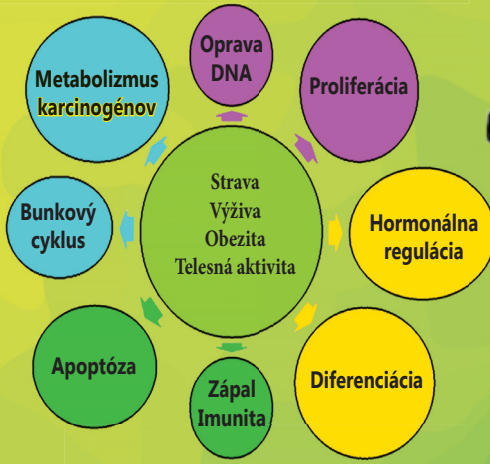 Oprava
DNA
Metabolizmus
karcinogénov
Proliferácia
Strava
Výživa
Obezita
Telesná aktivita
Bunkový
cyklus
Hormonálna
regulácia
Apoptóza
Zápal
Imunita
Diferenciácia